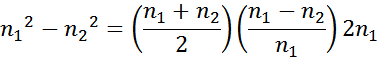 n₁² − n₂² = ((n₁ + n₂)/2)((n₁ − n₂)/n₁) 2n₁